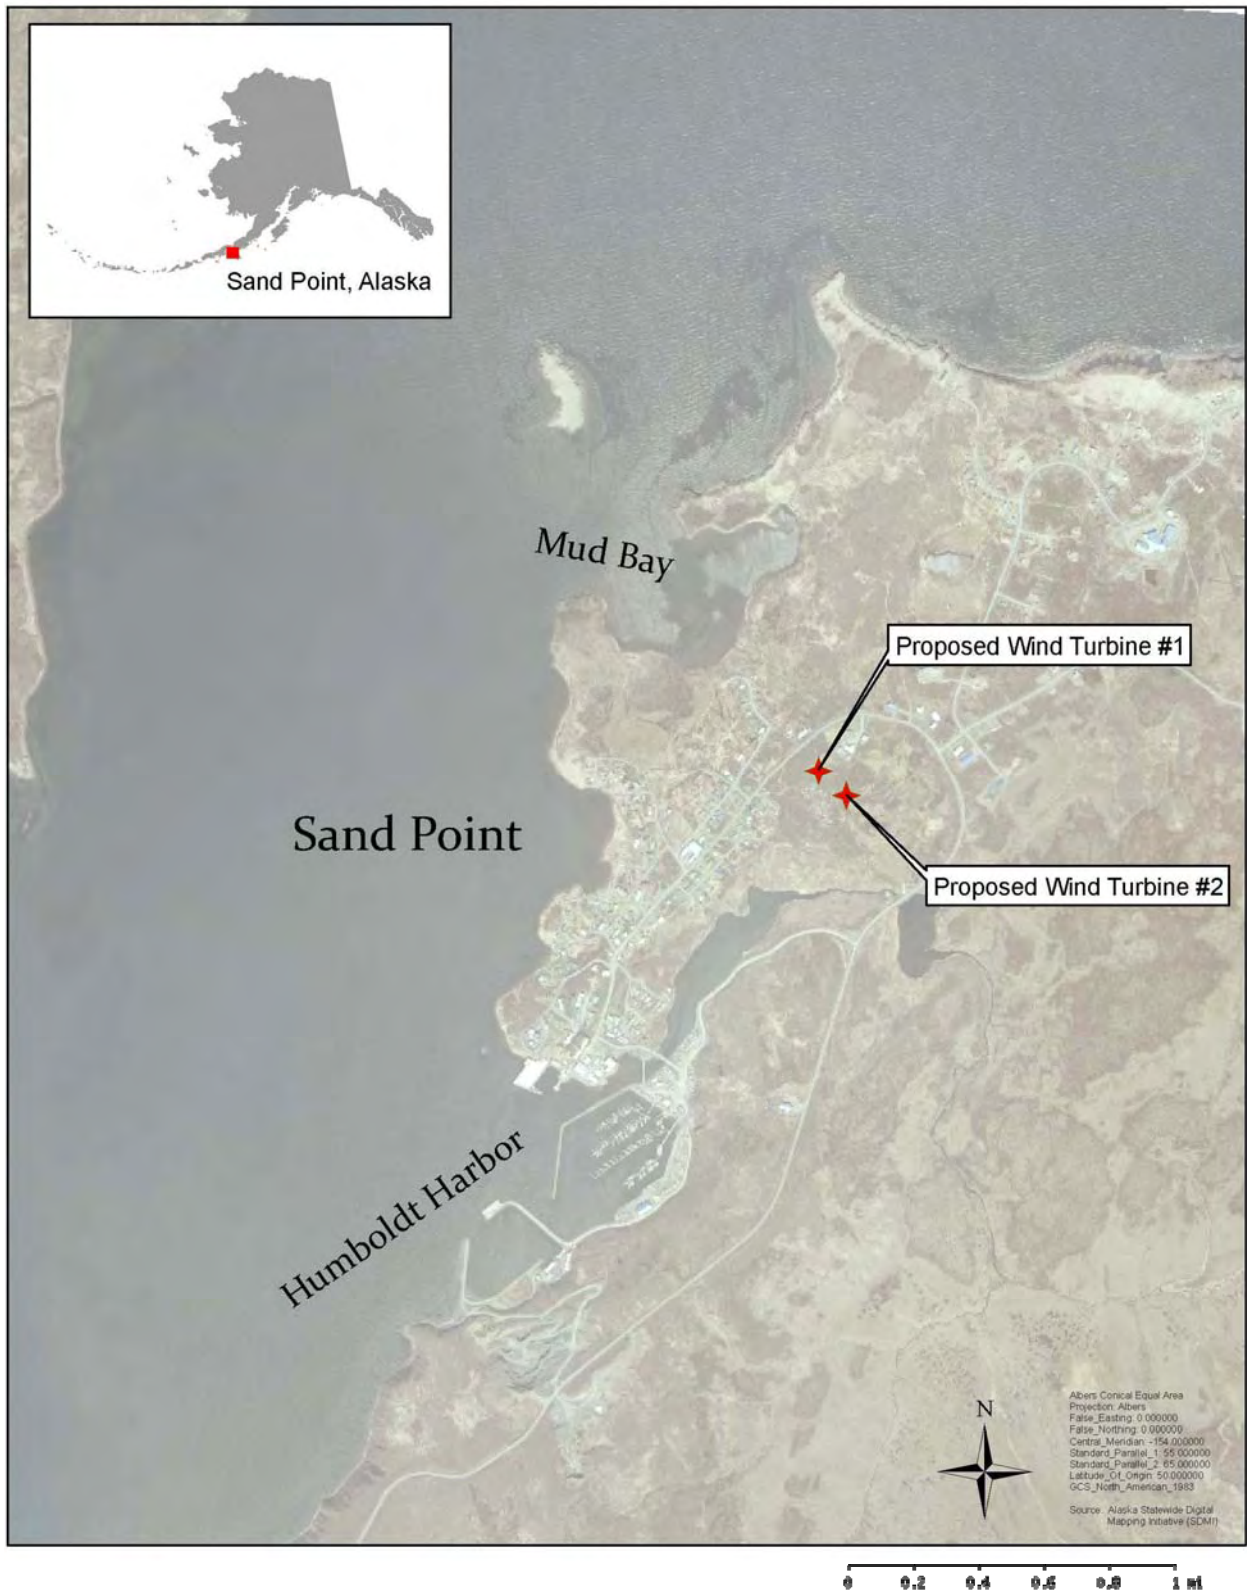 Sand Point, Alaska
Mud Bay
Proposed Wind Turbine #1
Sand Point
Proposed Wind Turbine #2
Humboldt Harbor
N
Albers Conical Equal Area
Projection: Albers
False_Easting: 0.000000
False_Northing: 0.000000
Central_Meridian: -154.000000
Standard_Parallel_1: 55.000000
Standard_Parallel_2: 65.000000
Latitude_Of_Origin: 50.000000
GCS_North_American_1983
Source: Alaska Statewide Digital
Mapping Initiative (SDMI)
0 0.2 0.4 0.6 0.8 1 mi